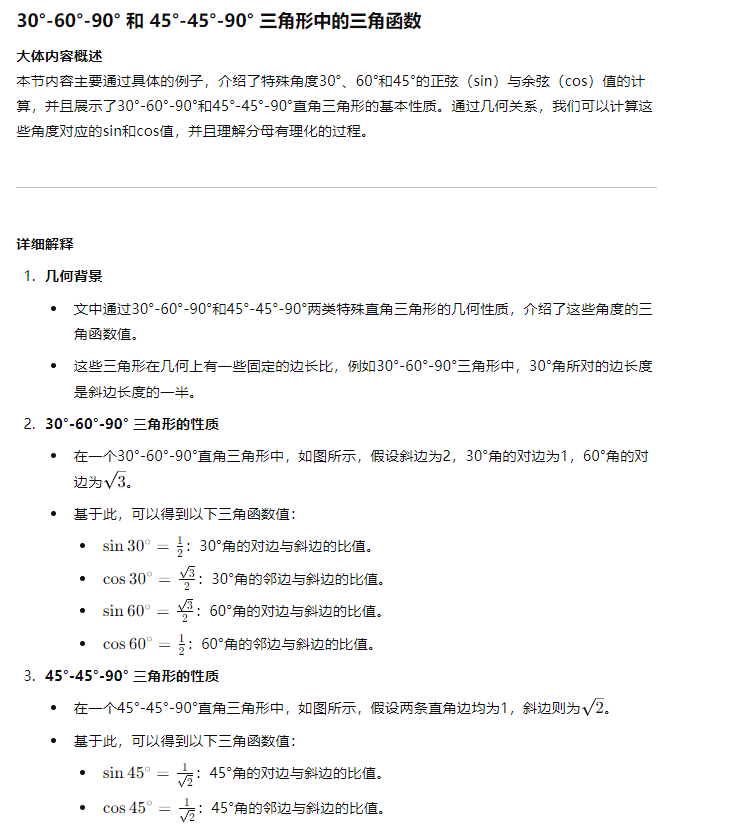 30°-60°-90° 和 45°-45°-90° 三角形中的三角函数
大体内容概述
本节内容主要通过具体的例子，介绍了特殊角度30°、60°和45°的正弦（sin）与余弦（cos）值的计
算，并且展示了30°-60°-90°和45°-45°-90°直角三角形的基本性质。通过几何关系，我们可以计算这
些角度对应的sin和cos值，并且理解分母有理化的过程。
详细解释
1. 几何背景
• 文中通过30°-60°-90°和45°-45°-90°两类特殊直角三角形的几何性质，介绍了这些角度的三
角函数值。
• 这些三角形在几何上有一些固定的边长比，例如30°-60°-90°三角形中，30°角所对的边长度
是斜边长度的一半。
2. 30°-60°-90° 三角形的性质
• 在一个30°-60°-90°直角三角形中，如图所示，假设斜边为2，30°角的对边为1，60°角的对
边为√3。
• 基于此，可以得到以下三角函数值：
• sin 30° = 1/2：30°角的对边与斜边的比值。
• cos 30° = √3/2：30°角的邻边与斜边的比值。
• sin 60° = √3/2：60°角的对边与斜边的比值。
• cos 60° = 1/2：60°角的邻边与斜边的比值。
3. 45°-45°-90° 三角形的性质
• 在一个45°-45°-90°直角三角形中，如图所示，假设两条直角边均为1，斜边则为√2。
• 基于此，可以得到以下三角函数值：
• sin 45° = 1/√2：45°角的对边与斜边的比值。
• cos 45° = 1/√2：45°角的邻边与斜边的比值。